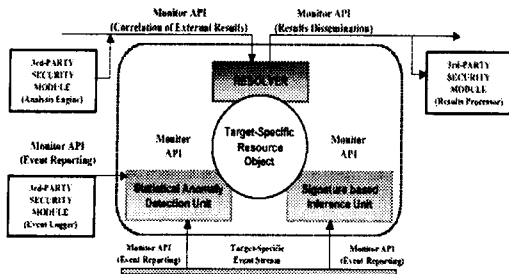 Monitor API
(Correlation of External Results)
Monitor API
(Results Dissemination)
3rd-PARTY
SECURITY
MODULE
(Analysis Engine)
RESOLVER
3rd-PARTY
SECURITY
MODULE
(Results Processor)
Target-Specific
Resource
Object
Monitor API
(Event Reporting)
Monitor
API
Monitor
API
3rd-PARTY
SECURITY
MODULE
(Event Logger)
Statistical Anomaly
Detection Unit
Signature based
Inference Unit
Monitor API
(Event Reporting)
Target-Specific
Event Stream
Monitor API
(Event Reporting)